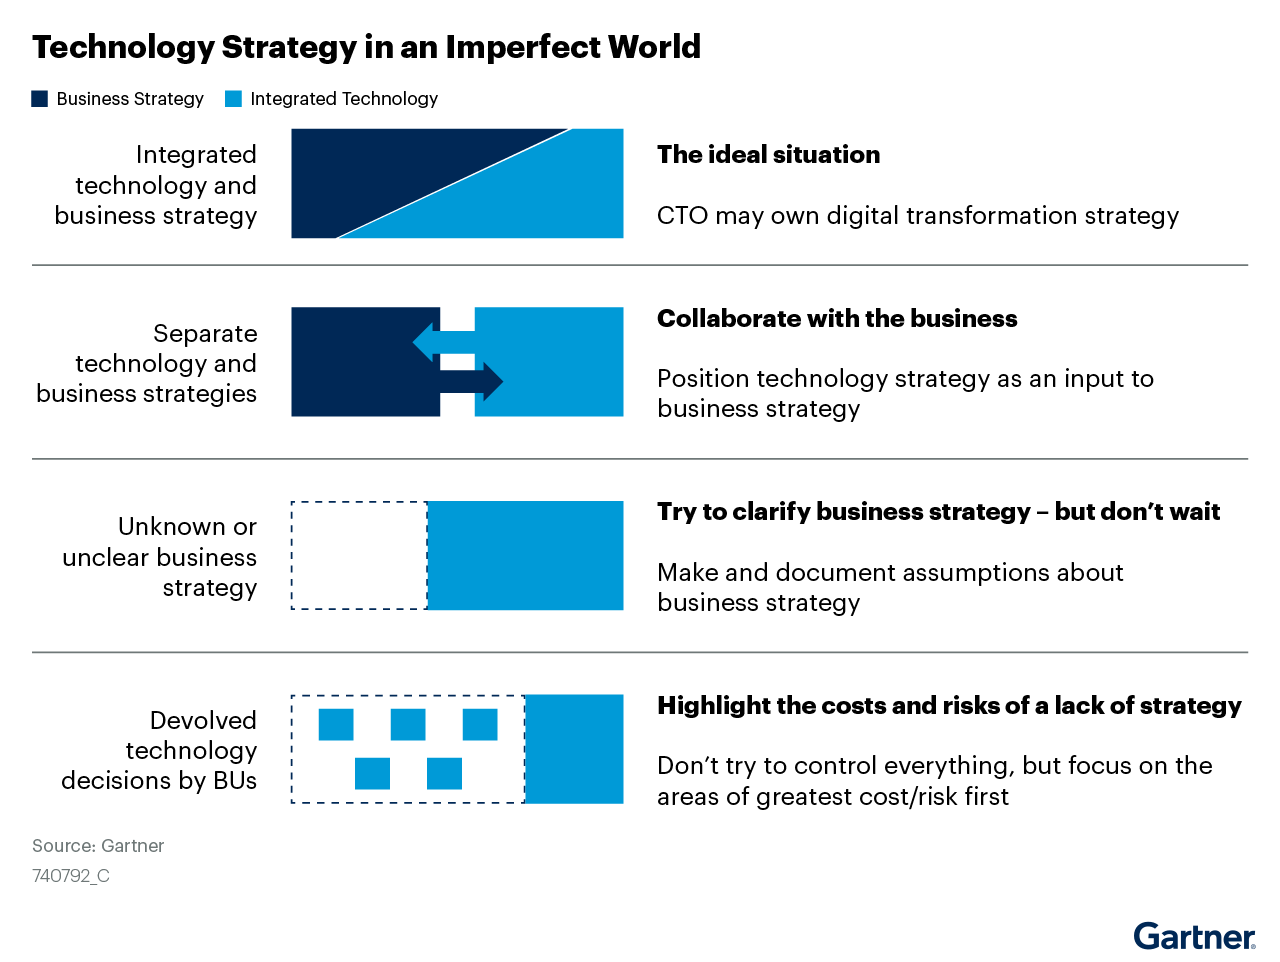 Technology Strategy in an Imperfect World
Business Strategy
Integrated Technology
Integrated
technology and
business strategy
The ideal situation
CTO may own digital transformation strategy
Separate
technology and
business strategies
Collaborate with the business
Position technology strategy as an input to
business strategy
Unknown or
unclear business
strategy
Try to clarify business strategy – but don’t wait
Make and document assumptions about
business strategy
Devolved
technology
decisions by BUs
Highlight the costs and risks of a lack of strategy
Don’t try to control everything, but focus on the
areas of greatest cost/risk first
Source: Gartner
740792_C
Gartner®